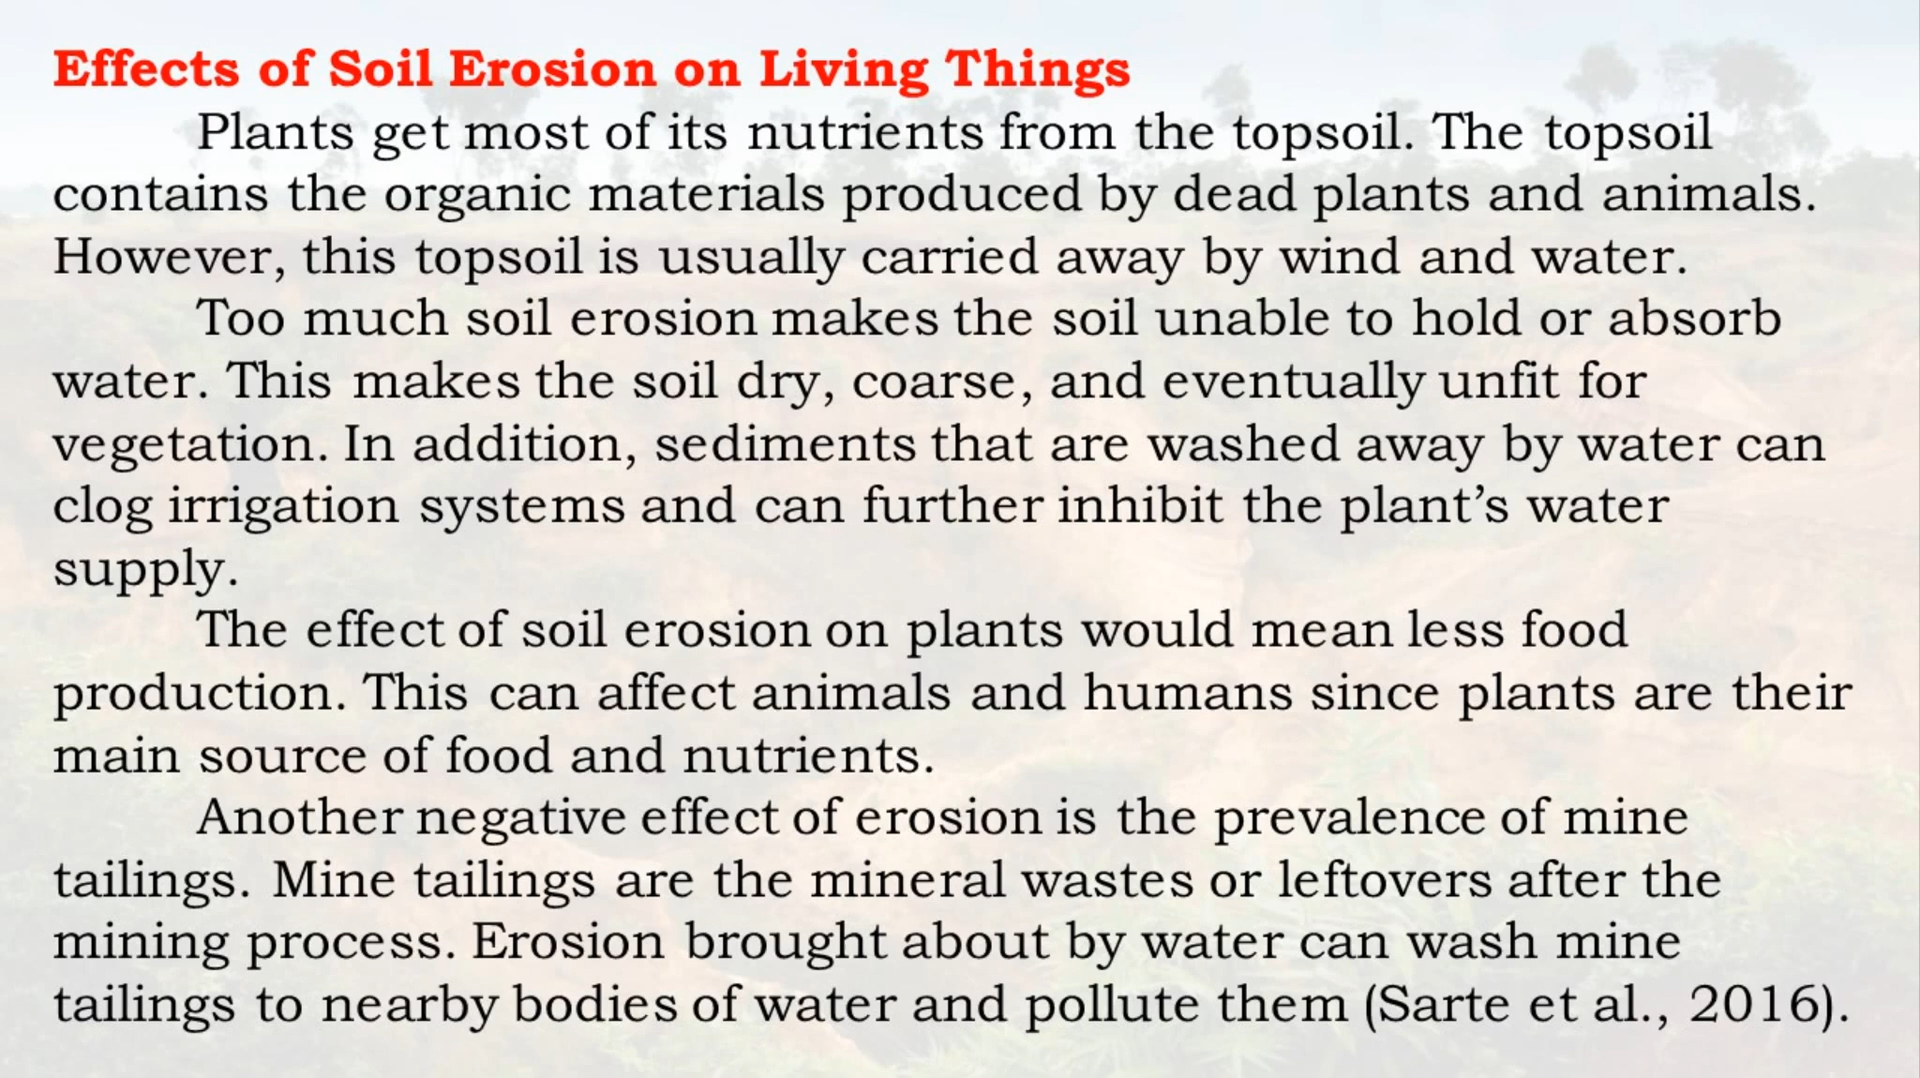 Effects of Soil Erosion on Living Things
Plants get most of its nutrients from the topsoil. The topsoil
contains the organic materials produced by dead plants and animals.
However, this topsoil is usually carried away by wind and water.
Too much soil erosion makes the soil unable to hold or absorb
water. This makes the soil dry, coarse, and eventually unfit for
vegetation. In addition, sediments that are washed away by water can
clog irrigation systems and can further inhibit the plant’s water
supply.
The effect of soil erosion on plants would mean less food
production. This can affect animals and humans since plants are their
main source of food and nutrients.
Another negative effect of erosion is the prevalence of mine
tailings. Mine tailings are the mineral wastes or leftovers after the
mining process. Erosion brought about by water can wash mine
tailings to nearby bodies of water and pollute them (Sarte et al., 2016).